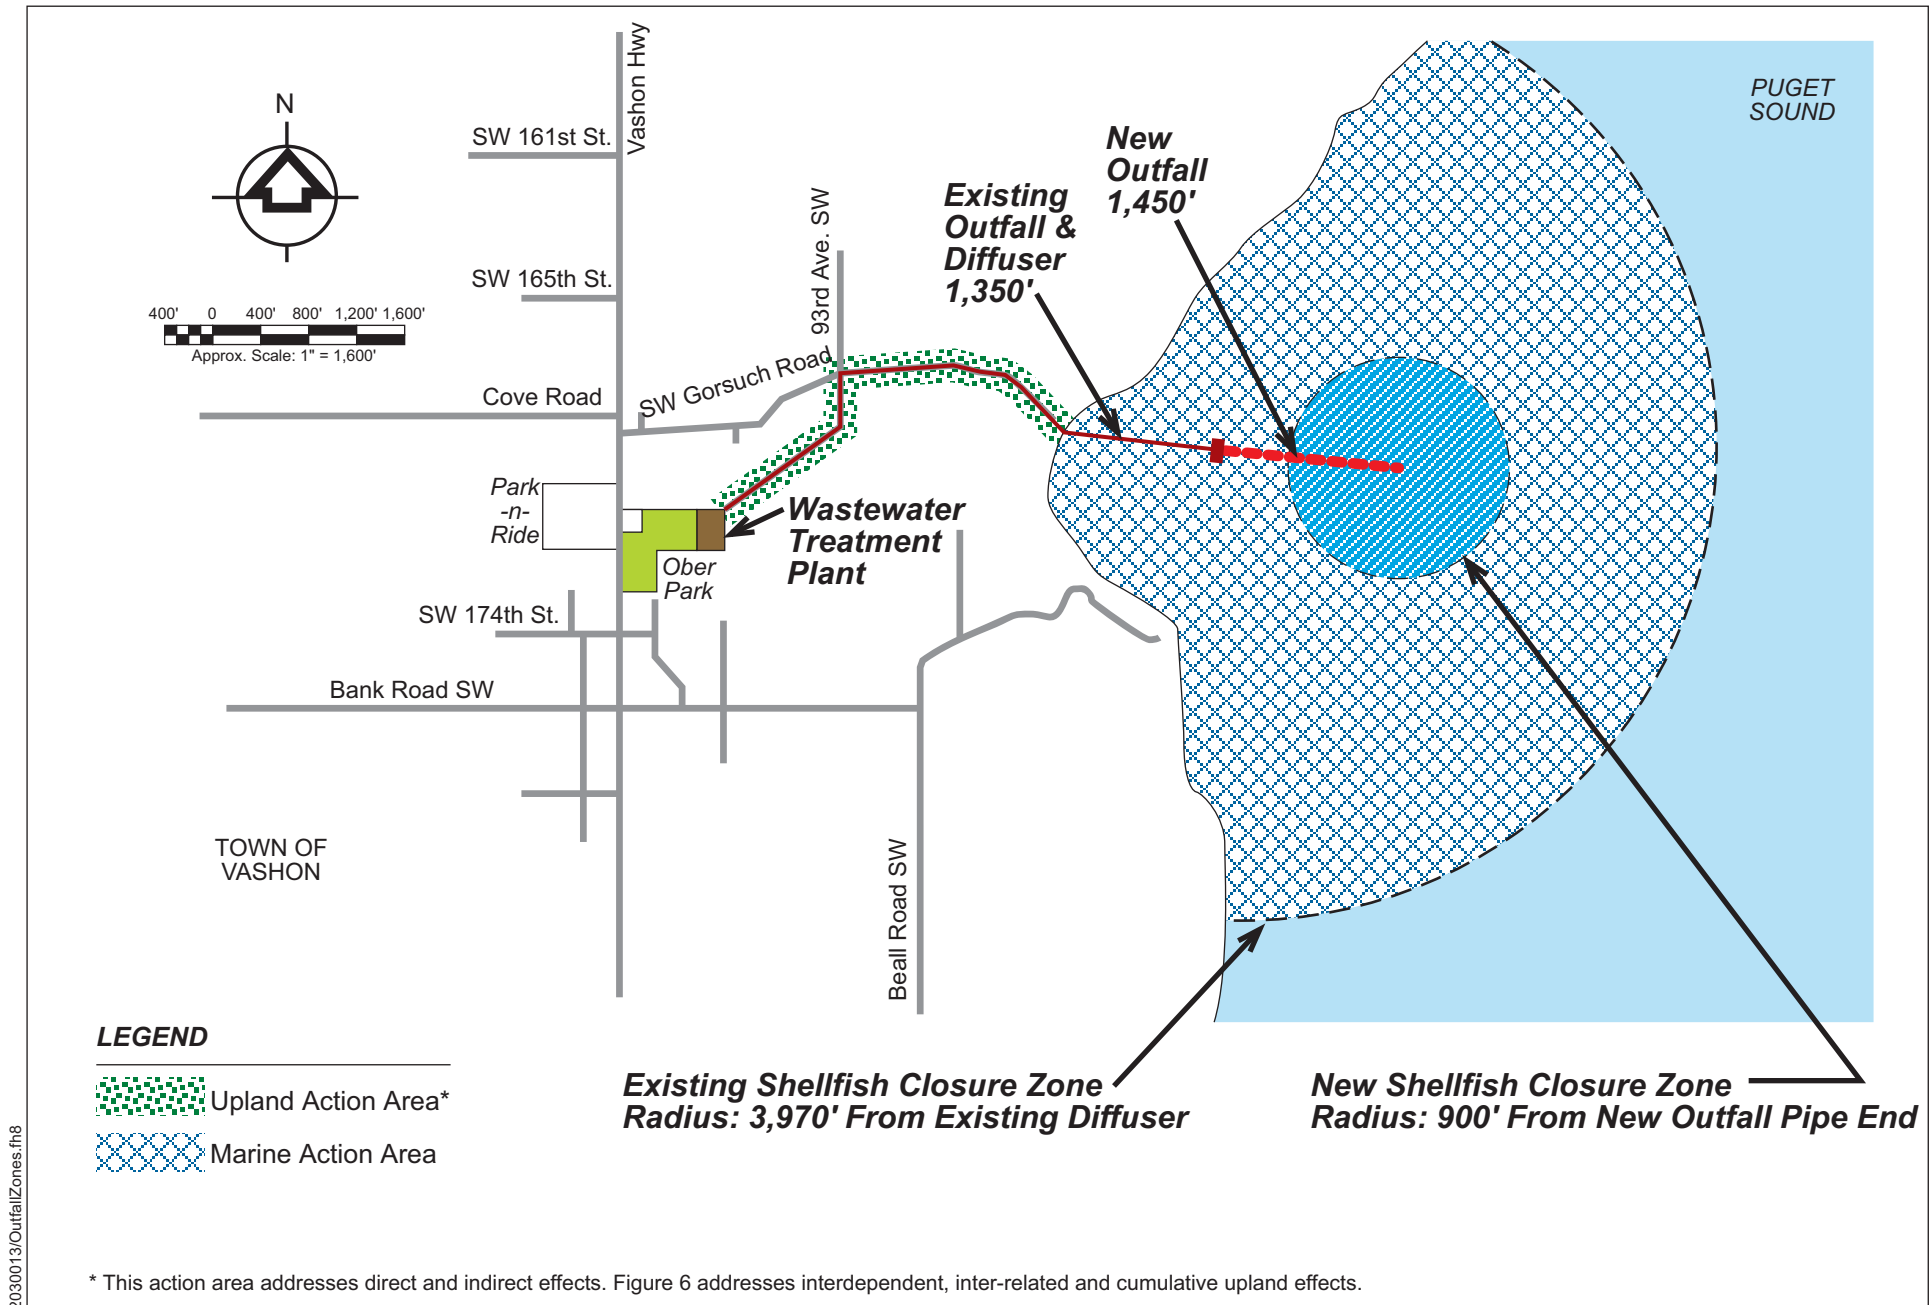 PUGET
SOUND
N
Vashon Hwy
SW 161st St.
New
Outfall
1,450'
Existing
Outfall &
Diffuser
1,350'
93rd Ave. SW
SW 165th St.
400' 0 400' 800' 1,200' 1,600'
Approx. Scale: 1" = 1,600'
SW Gorsuch Road
Cove Road
Park
-n-
Ride
Wastewater
Treatment
Plant
Ober
Park
SW 174th St.
Bank Road SW
TOWN OF
VASHON
Beall Road SW
LEGEND
Upland Action Area*
Marine Action Area
Existing Shellfish Closure Zone
Radius: 3,970' From Existing Diffuser
New Shellfish Closure Zone
Radius: 900' From New Outfall Pipe End
* This action area addresses direct and indirect effects. Figure 6 addresses interdependent, inter-related and cumulative upland effects.
2030013/OutfallZones.fh8